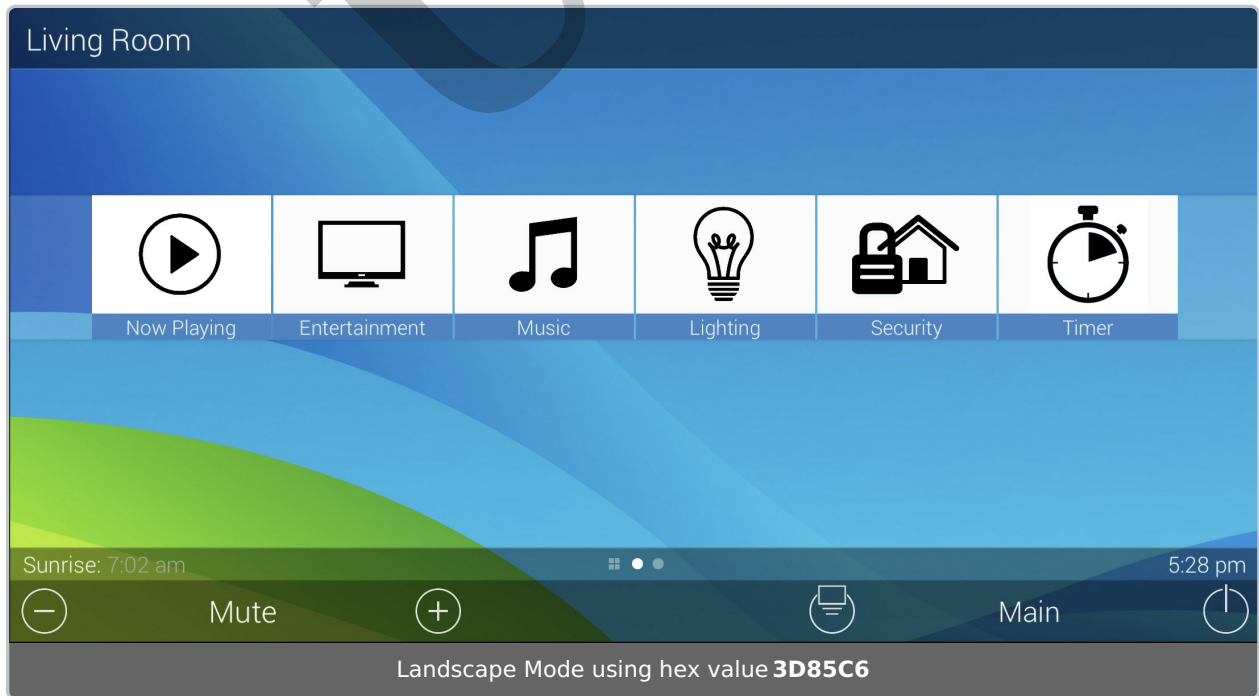 Living Room
Now Playing Entertainment Music Lighting Security Timer
Sunrise: 7:02 am 5:28 pm
Mute Main
Landscape Mode using hex value 3D85C6